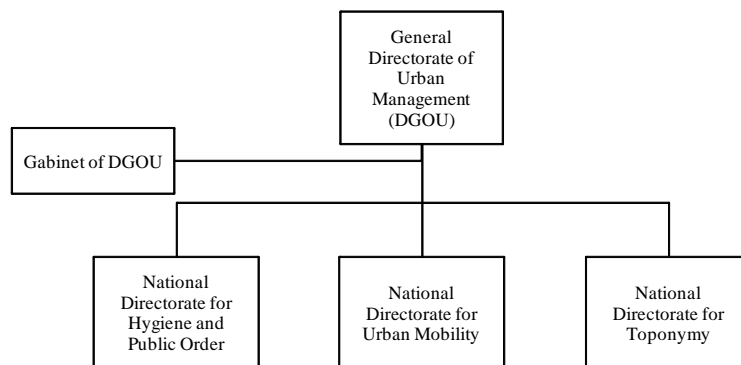 General
Directorate of
Urban
Management
(DGOU)
Gabinet of DGOU
National
Directorate for
Hygiene and
Public Order
National
Directorate for
Urban Mobility
National
Directorate for
Toponymy